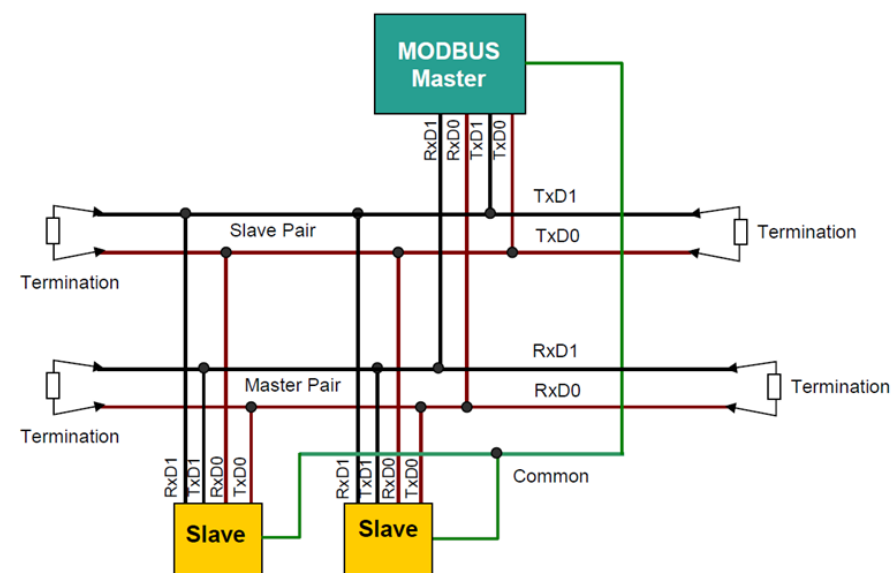 MODBUS
Master
RxD1
RxD0
TxD1
TxD0
TxD1
Slave Pair
TxD0
Termination
Termination
RxD1
Master Pair
RxD0
Termination
Termination
RxD1
TxD1
RxD0
TxD0
RxD1
TxD1
RxD0
TxD0
Common
Slave
Slave